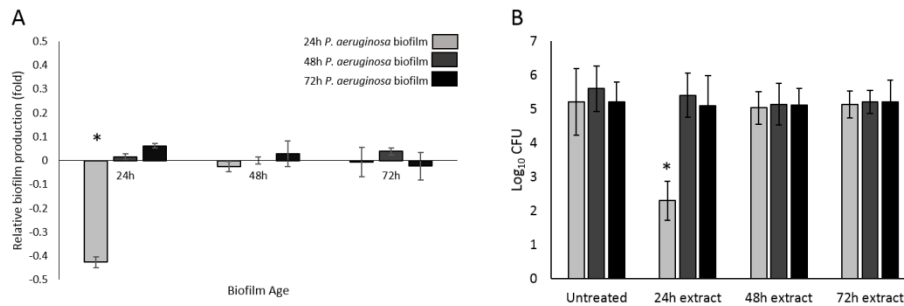 A
0.5
0.4
0.3
0.2
0.1
0
-0.1
-0.2
-0.3
-0.4
-0.5
Relative biofilm production (fold)
24h P. aeruginosa biofilm
48h P. aeruginosa biofilm
72h P. aeruginosa biofilm
*
24h
48h
72h
Biofilm Age
B
7
6
5
4
3
2
1
0
Log10 CFU
*
Untreated
24h extract
48h extract
72h extract